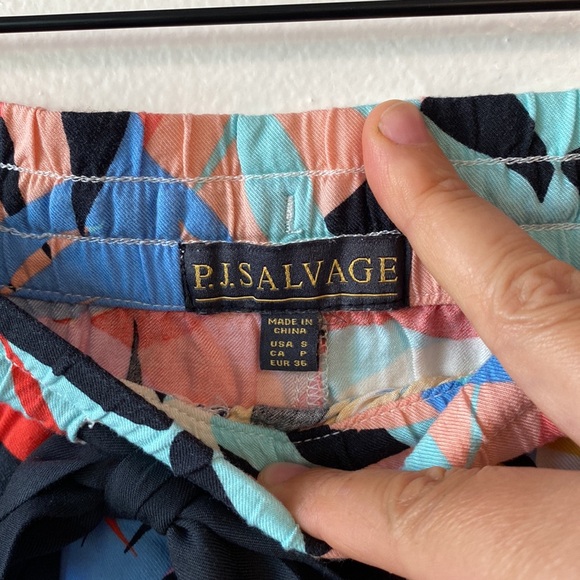 P.J.SALVAGE
MADE IN
CHINA
USA S
CA P
EUR 36